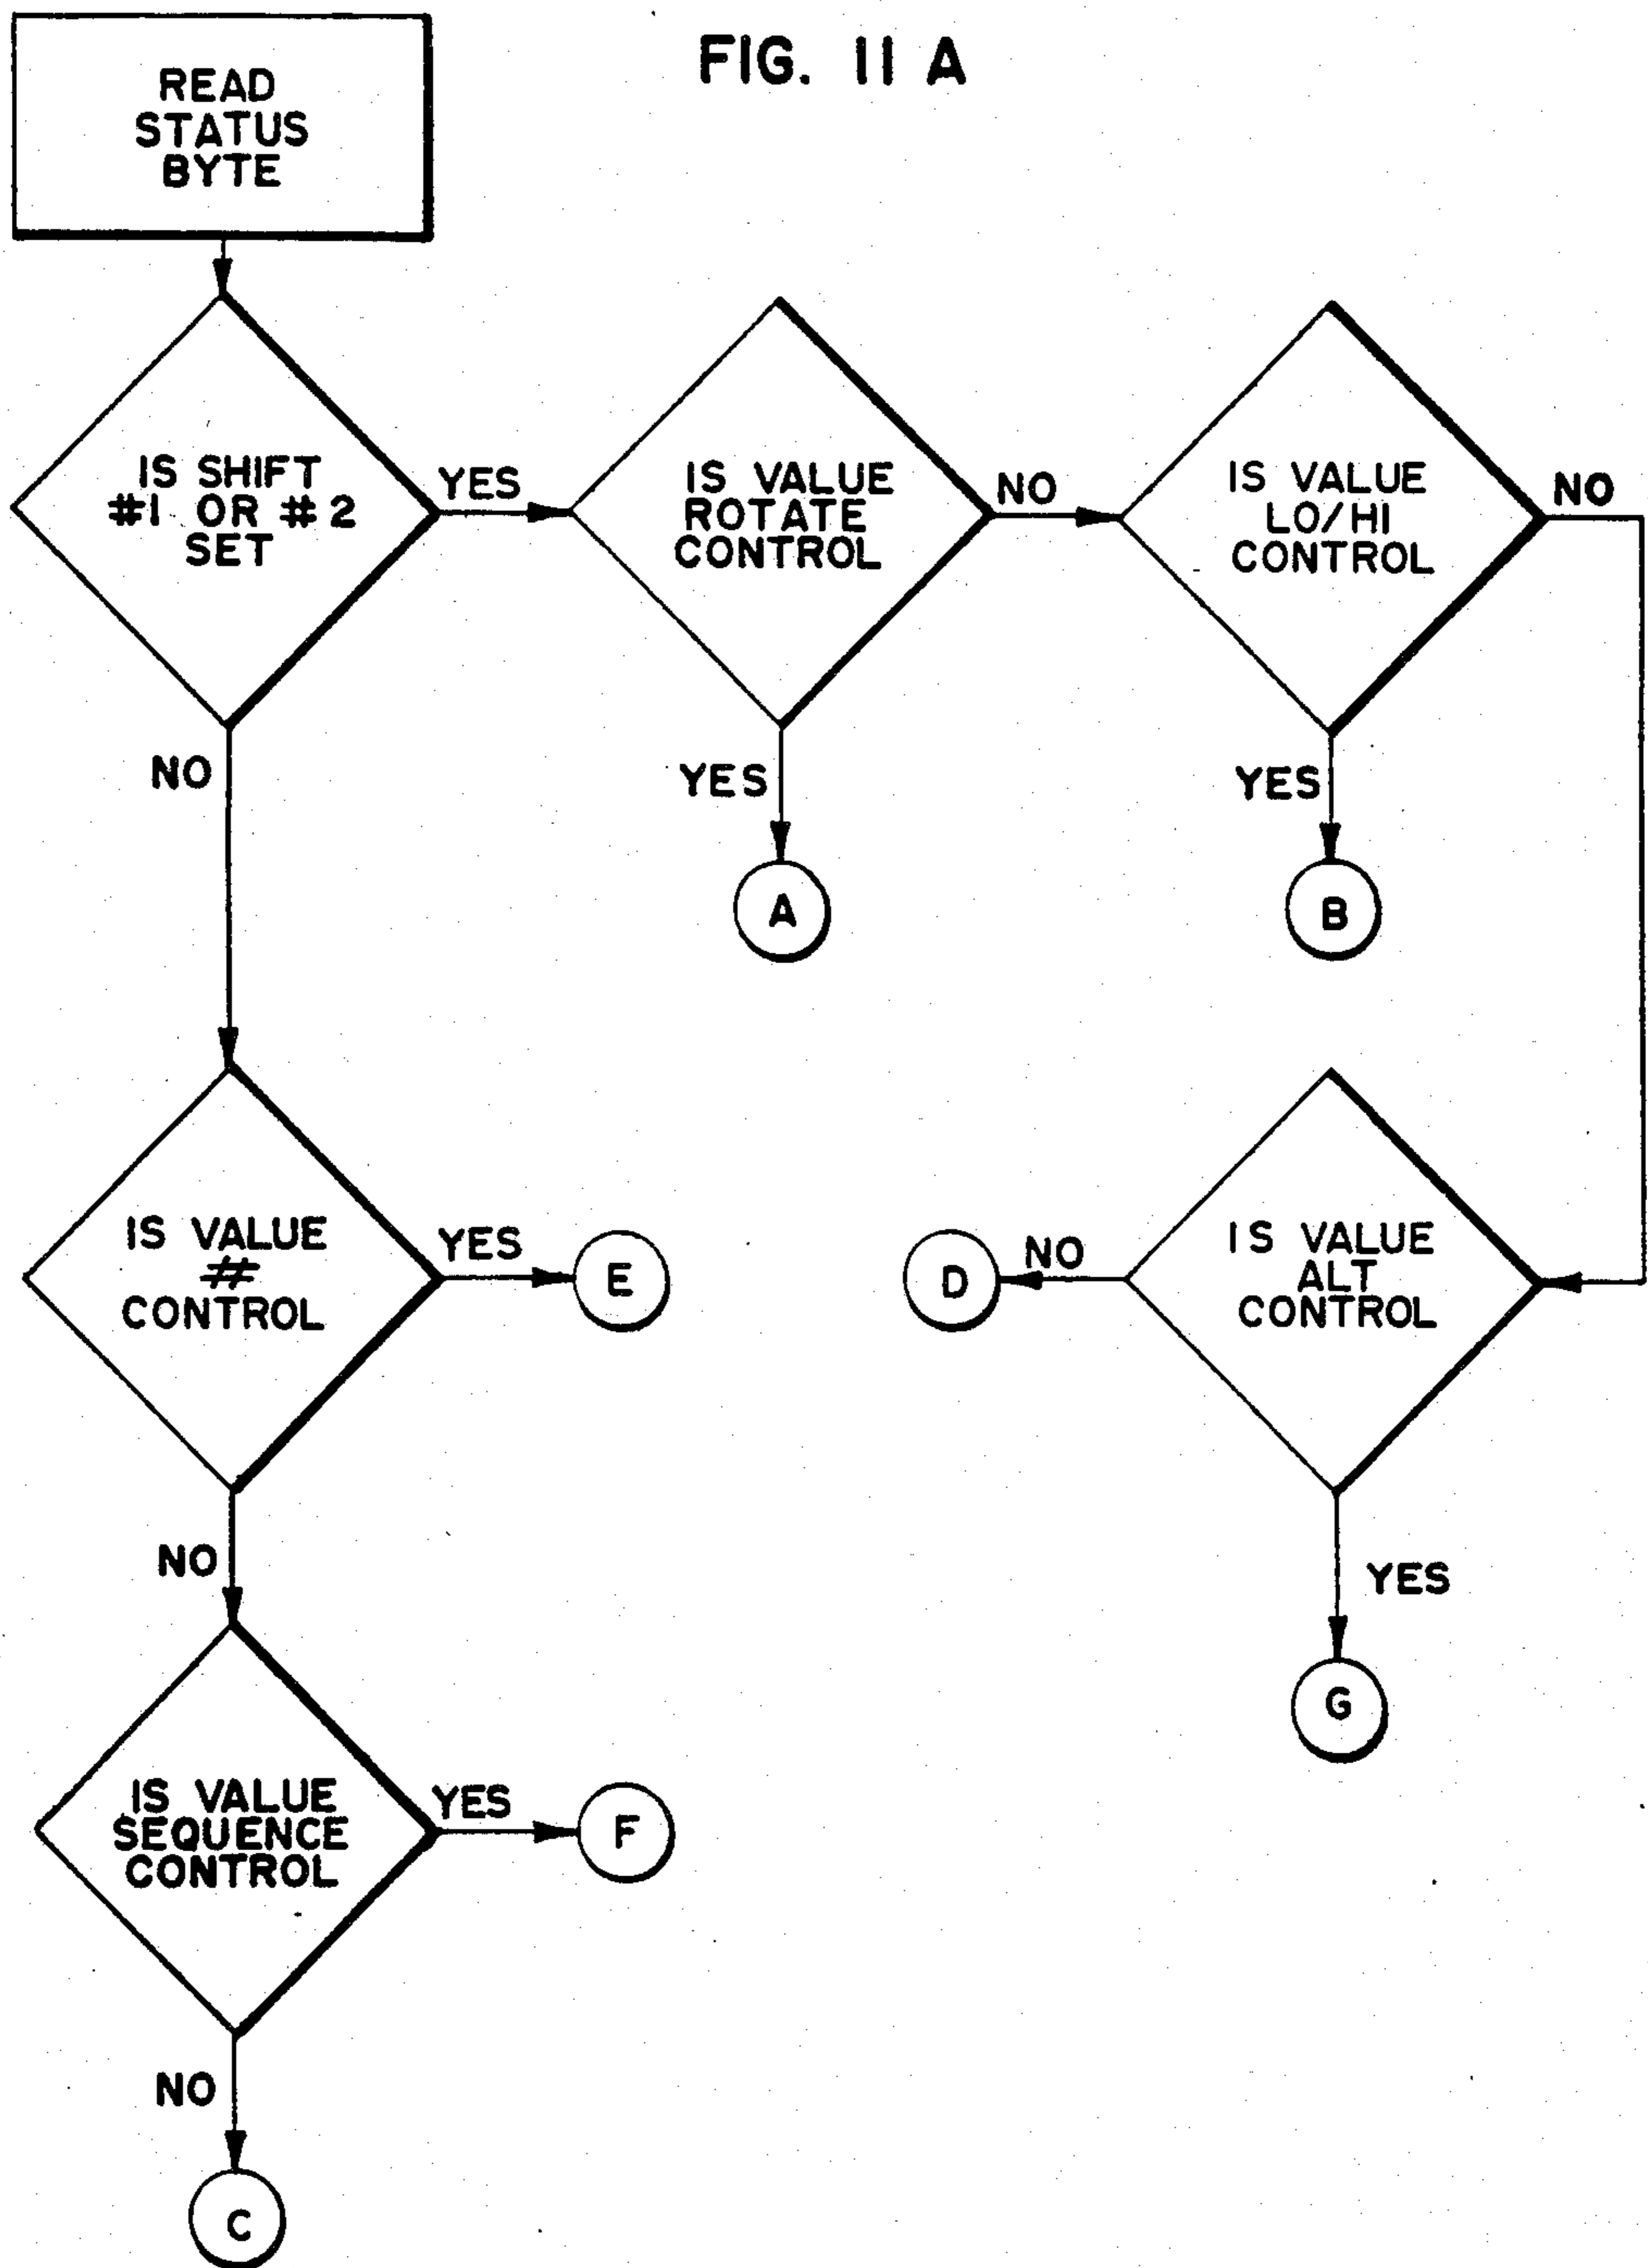 FIG. 11 A
READ
STATUS
BYTE
IS SHIFT
#1 OR #2
SET
YES
NO
IS VALUE
ROTATE
CONTROL
NO
YES
A
IS VALUE
LO/HI
CONTROL
NO
YES
B
IS VALUE
#
CONTROL
YES
E
NO
IS VALUE
ALT
CONTROL
NO
D
YES
G
IS VALUE
SEQUENCE
CONTROL
YES
F
NO
C